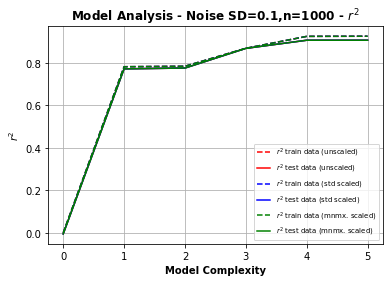 Model Analysis - Noise SD=0.1,n=1000 - r²
0.8
0.6
0.4
0.2
0.0
r²
0 1 2 3 4 5
Model Complexity
r² train data (unscaled)
r² test data (unscaled)
r² train data (std scaled)
r² test data (std scaled)
r² train data (mnmx. scaled)
r² test data (mnmx. scaled)